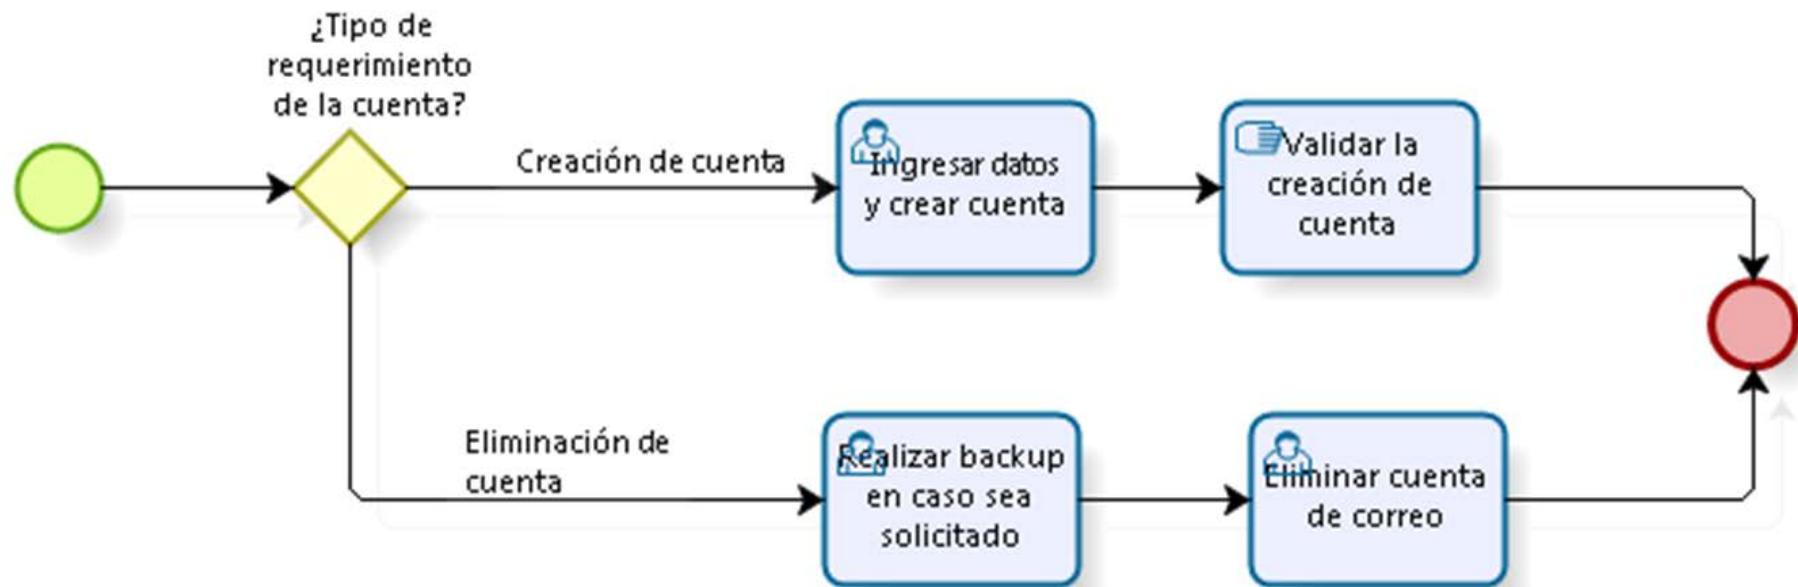 ¿Tipo de
requerimiento
de la cuenta?
Creación de cuenta
Ingresar datos
y crear cuenta
Validar la
creación de
cuenta
Eliminación de
cuenta
Realizar backup
en caso sea
solicitado
Eliminar cuenta
de correo